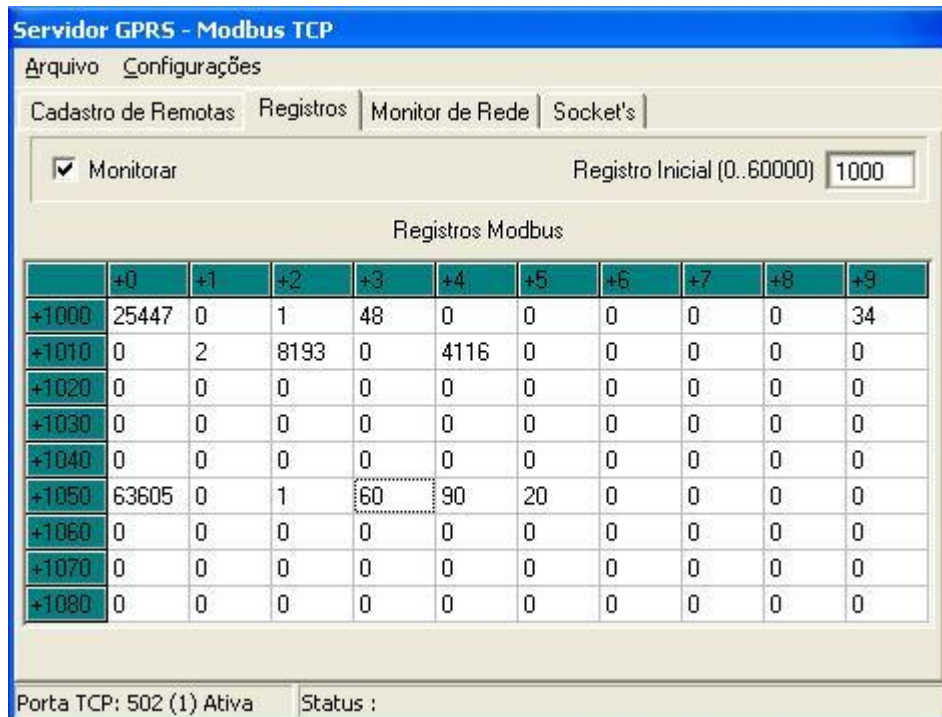 Servidor GPRS - Modbus TCP
Arquivo Configurações
Cadastro de Remotas Registros Monitor de Rede Socket's
Monitorar Registro Inicial (0..60000) 1000
Registros Modbus
+0 +1 +2 +3 +4 +5 +6 +7 +8 +9
+1000 25447 0 1 48 0 0 0 0 0 34
+1010 0 2 8193 0 4116 0 0 0 0 0
+1020 0 0 0 0 0 0 0 0 0 0
+1030 0 0 0 0 0 0 0 0 0 0
+1040 0 0 0 0 0 0 0 0 0 0
+1050 63605 0 1 60 90 20 0 0 0 0
+1060 0 0 0 0 0 0 0 0 0 0
+1070 0 0 0 0 0 0 0 0 0 0
+1080 0 0 0 0 0 0 0 0 0 0
Porta TCP: 502 (1) Ativa Status :